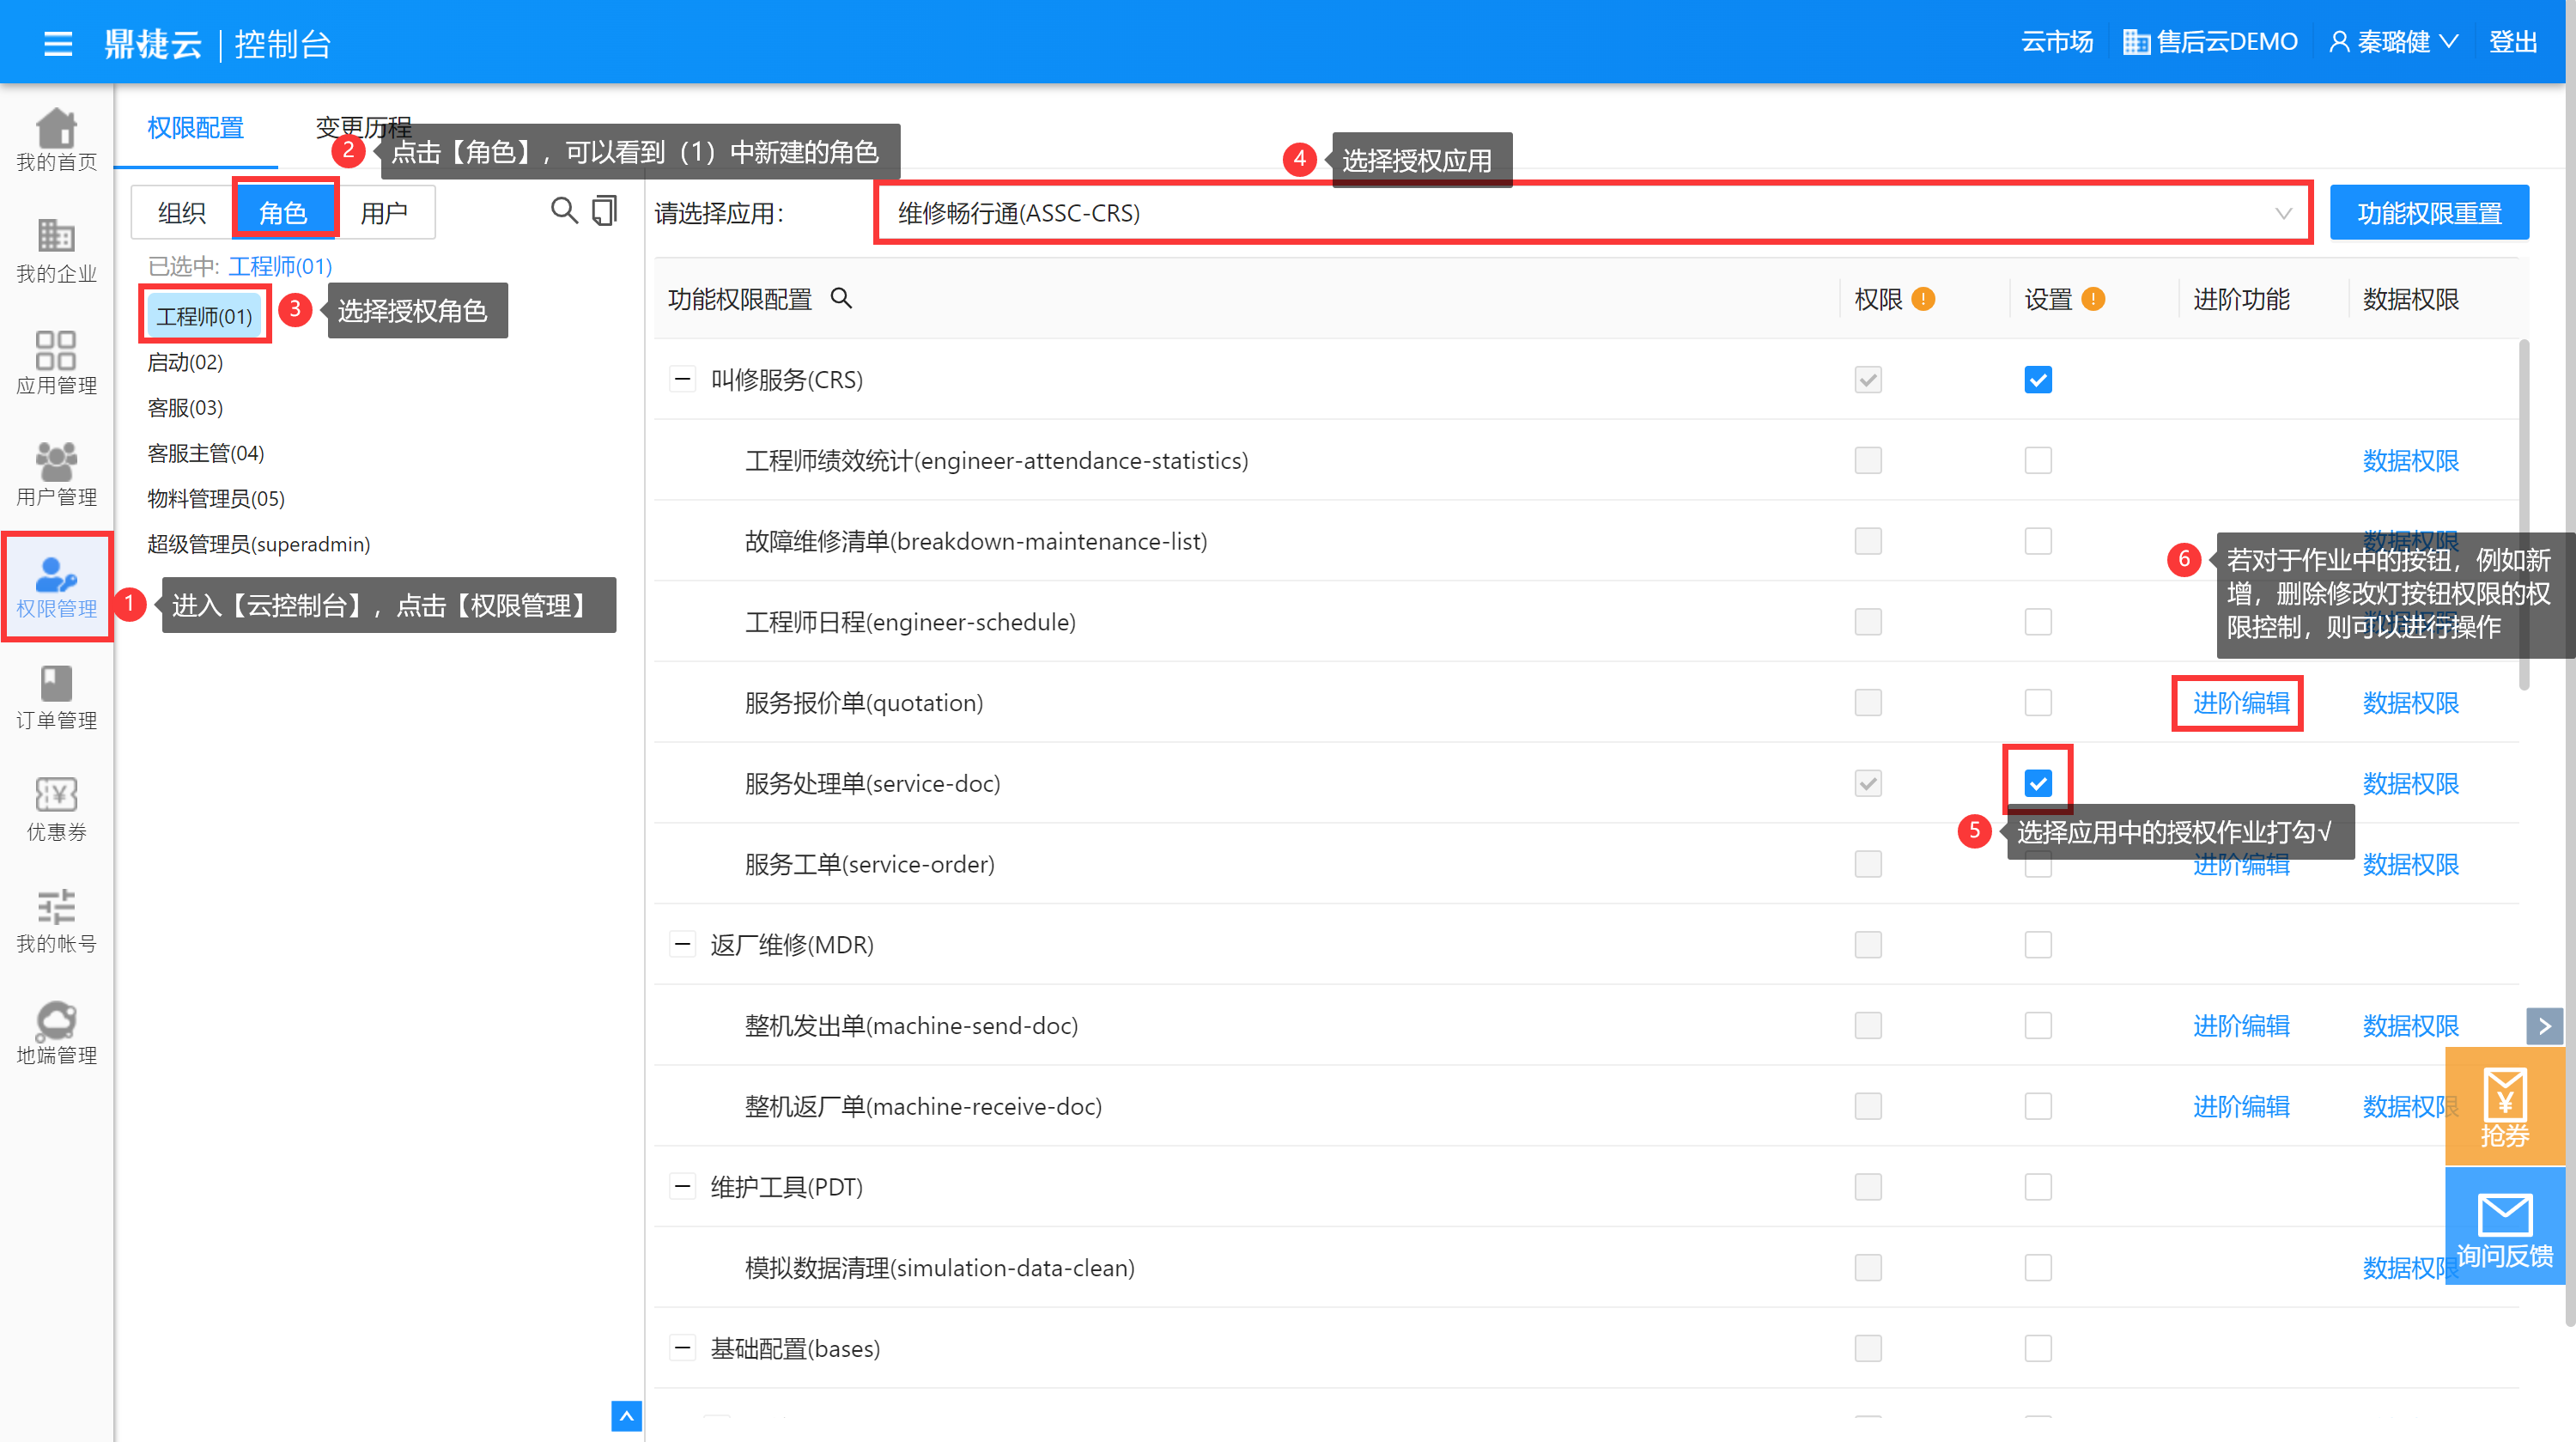 鼎捷云 | 控制台
云市场
售后云DEMO
秦璐健
登出
我的首页
我的企业
应用管理
用户管理
权限管理
订单管理
优惠券
我的帐号
地端管理
权限配置
变更历程
2
点击【角色】，可以看到（1）中新建的角色
4
选择授权应用
组织
角色
用户
请选择应用：
维修畅行通(ASSC-CRS)
功能权限重置
已选中: 工程师(01)
工程师(01)
3
选择授权角色
启动(02)
客服(03)
客服主管(04)
物料管理员(05)
超级管理员(superadmin)
1
进入【云控制台】，点击【权限管理】
功能权限配置
权限
设置
进阶功能
数据权限
叫修服务(CRS)
工程师绩效统计(engineer-attendance-statistics)
数据权限
故障维修清单(breakdown-maintenance-list)
数据权限
6
若对于作业中的按钮，例如新
增，删除修改灯按钮权限的权
限控制，则可以进行操作
工程师日程(engineer-schedule)
数据权限
服务报价单(quotation)
进阶编辑
数据权限
服务处理单(service-doc)
数据权限
5
选择应用中的授权作业打勾√
服务工单(service-order)
进阶编辑
数据权限
返厂维修(MDR)
整机发出单(machine-send-doc)
进阶编辑
数据权限
整机返厂单(machine-receive-doc)
进阶编辑
数据权限
维护工具(PDT)
模拟数据清理(simulation-data-clean)
数据权限
基础配置(bases)
抢券
询问反馈